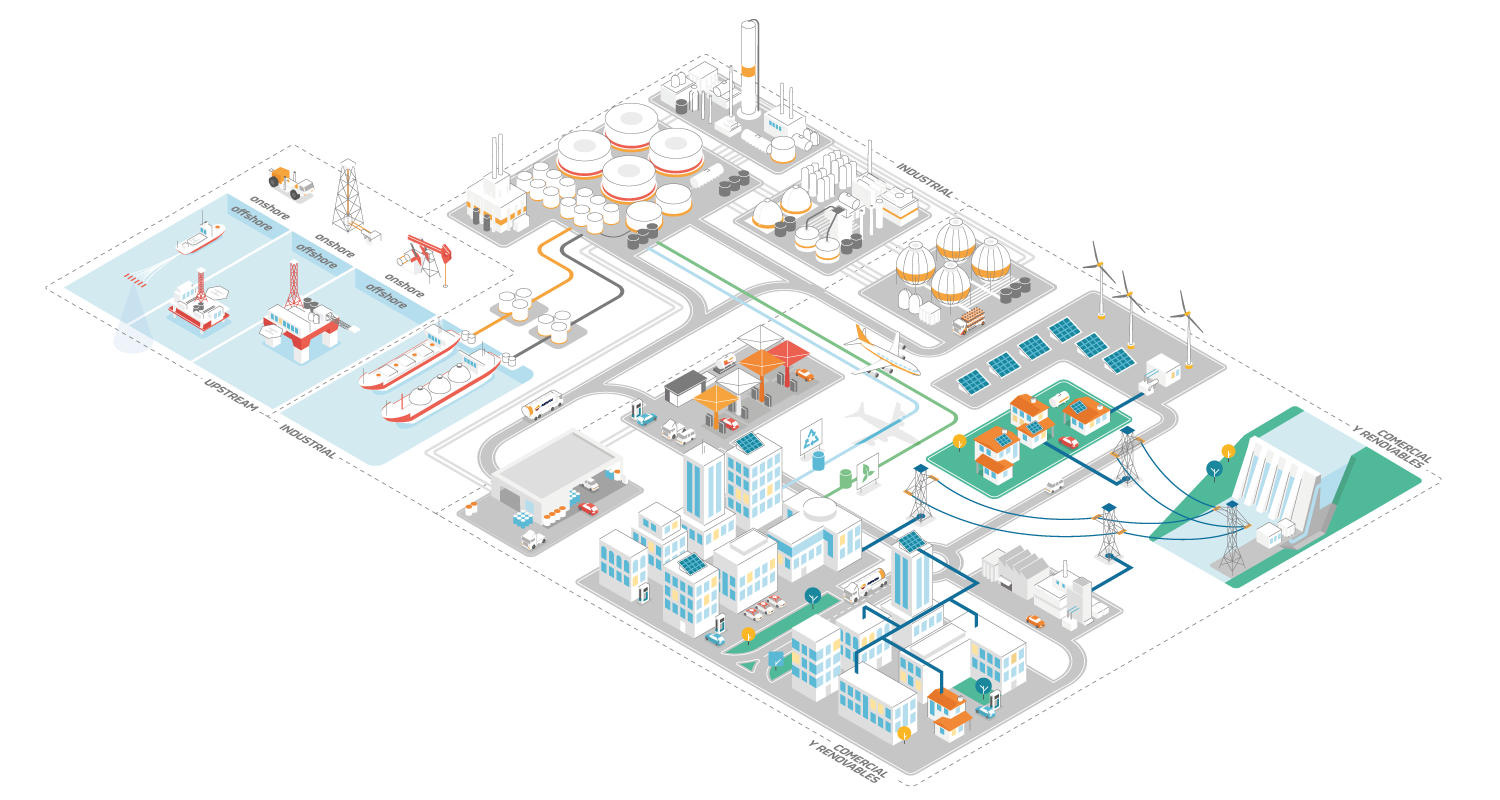 INDUSTRIAL
onshore
offshore
onshore
offshore
onshore
offshore
UPSTREAM
INDUSTRIAL
COMERCIAL
Y RENOVABLES
COMERCIAL
Y RENOVABLES